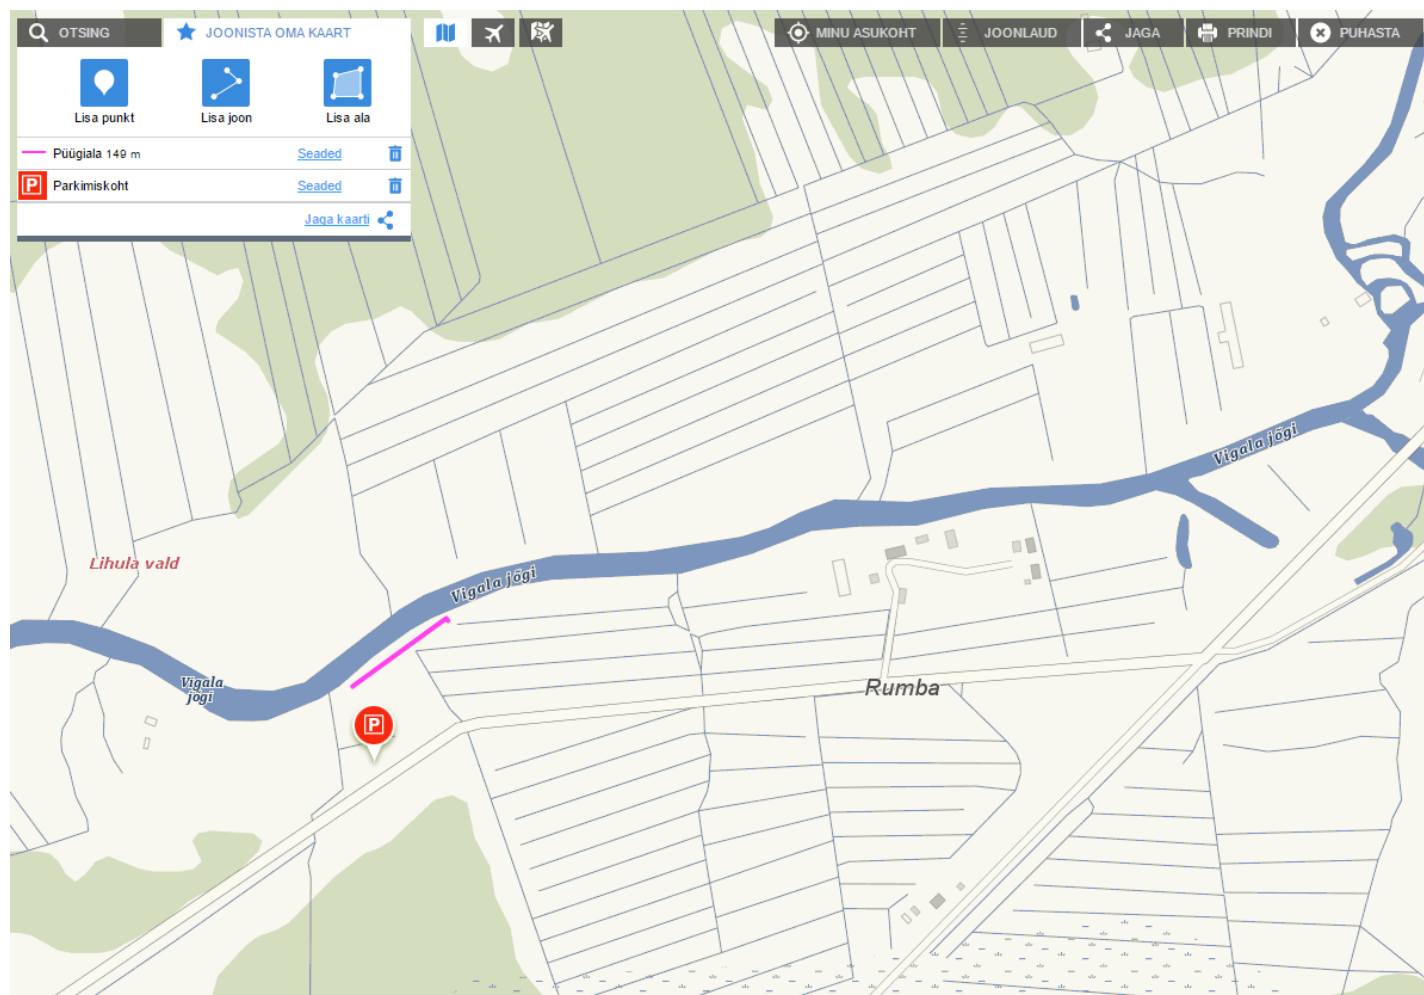 OTSING
JOONISTA OMA KAART
MINU ASUKOHT
JOONLAUD
JAGA
PRINDI
PUHASTA
Lisa punkt
Lisa joon
Lisa ala
Püügiala 149 m
Seaded
P
Parkimiskoht
Seaded
Jaga kaarti
Vigala jõgi
Lihula vald
Vigala jõgi
Vigala
jõgi
Rumba
P